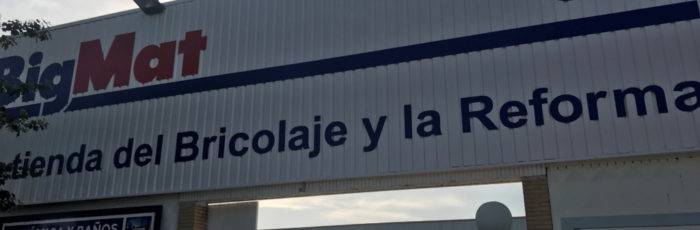 BigMat
tienda del Bricolaje y la Reforma
Y BAÑOS